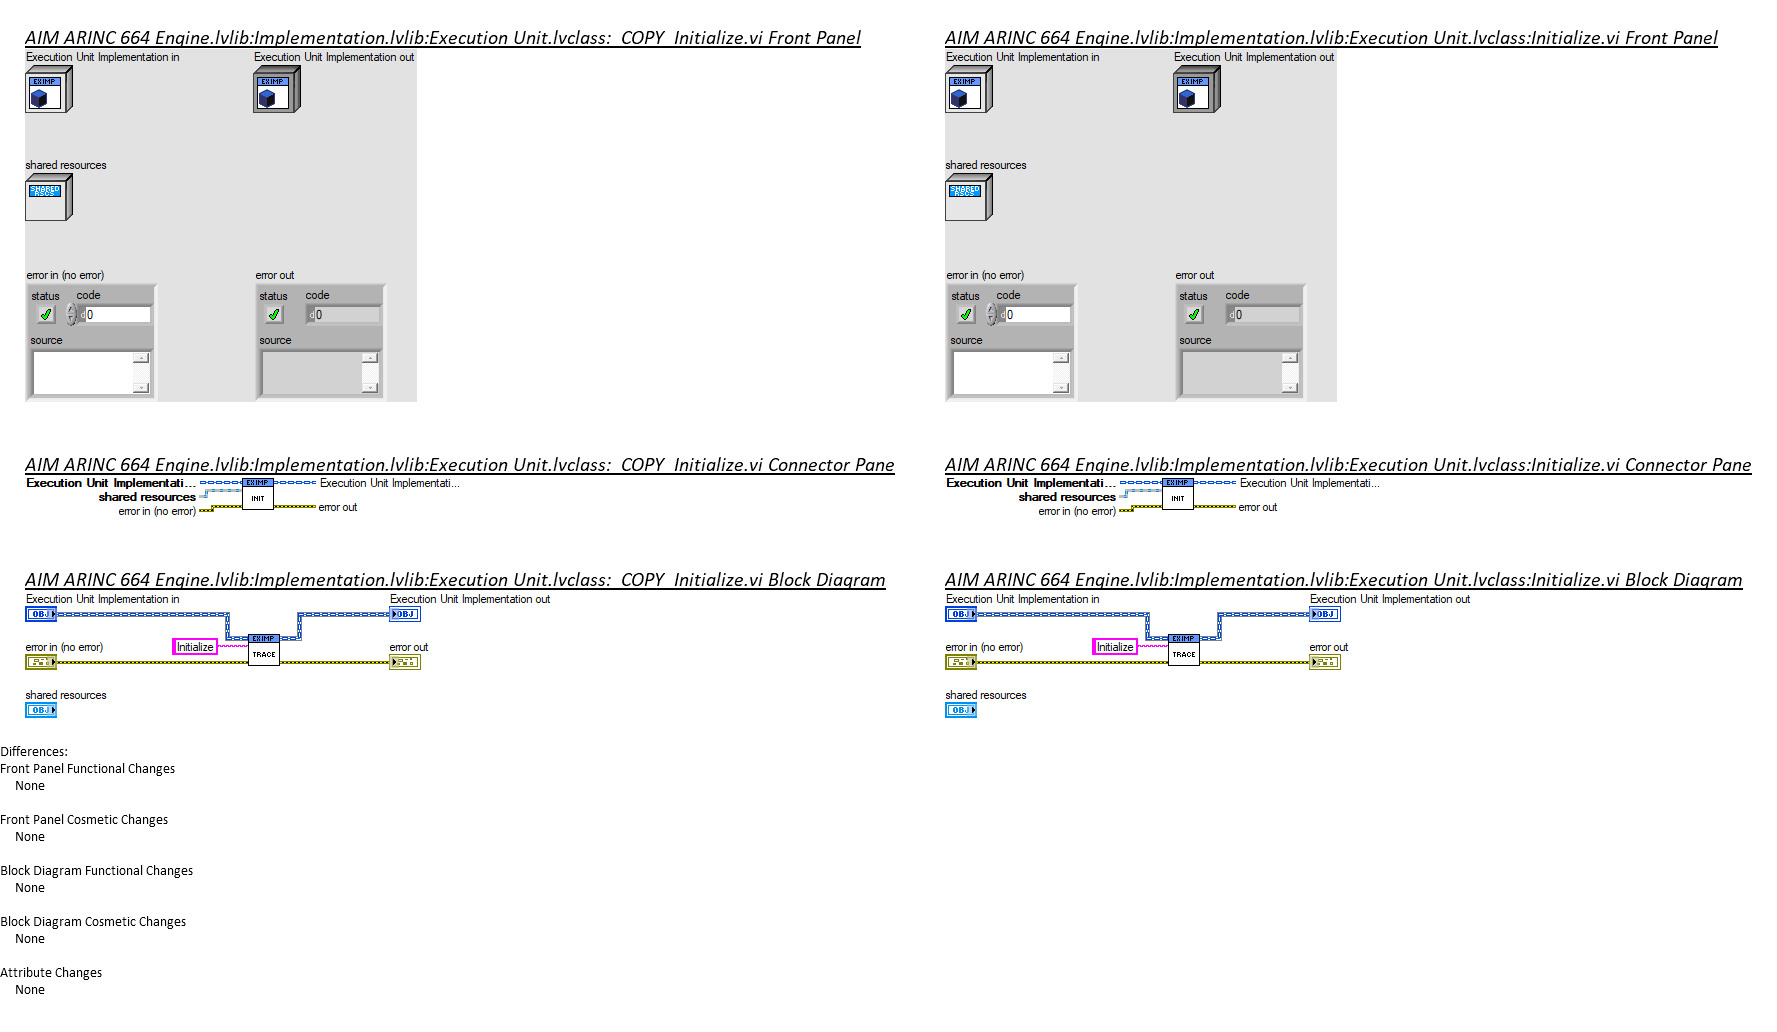 AIM ARINC 664 Engine.lvlib:Implementation.lvlib:Execution Unit.lvclass:  COPY  Initialize.vi Front Panel
Execution Unit Implementation in
Execution Unit Implementation out
EXIMP
EXIMP
shared resources
SHARED
RSCS
error in (no error)
error out
status
code
status
code
d0
d0
source
source
AIM ARINC 664 Engine.lvlib:Implementation.lvlib:Execution Unit.lvclass:Initialize.vi Front Panel
Execution Unit Implementation in
Execution Unit Implementation out
EXIMP
EXIMP
shared resources
SHARED
RSCS
error in (no error)
error out
status
code
status
code
d0
d0
source
source
AIM ARINC 664 Engine.lvlib:Implementation.lvlib:Execution Unit.lvclass:  COPY  Initialize.vi Connector Pane
Execution Unit Implementati...
EXIMP
Execution Unit Implementati...
shared resources
INIT
error in (no error)
error out
AIM ARINC 664 Engine.lvlib:Implementation.lvlib:Execution Unit.lvclass:Initialize.vi Connector Pane
Execution Unit Implementati...
EXIMP
Execution Unit Implementati...
shared resources
INIT
error in (no error)
error out
AIM ARINC 664 Engine.lvlib:Implementation.lvlib:Execution Unit.lvclass:  COPY  Initialize.vi Block Diagram
Execution Unit Implementation in
Execution Unit Implementation out
OBJ
OBJ
EXIMP
error in (no error)
Initialize
TRACE
error out
shared resources
OBJ
AIM ARINC 664 Engine.lvlib:Implementation.lvlib:Execution Unit.lvclass:Initialize.vi Block Diagram
Execution Unit Implementation in
Execution Unit Implementation out
OBJ
OBJ
EXIMP
error in (no error)
Initialize
TRACE
error out
shared resources
OBJ
Differences:
Front Panel Functional Changes
None
Front Panel Cosmetic Changes
None
Block Diagram Functional Changes
None
Block Diagram Cosmetic Changes
None
Attribute Changes
None